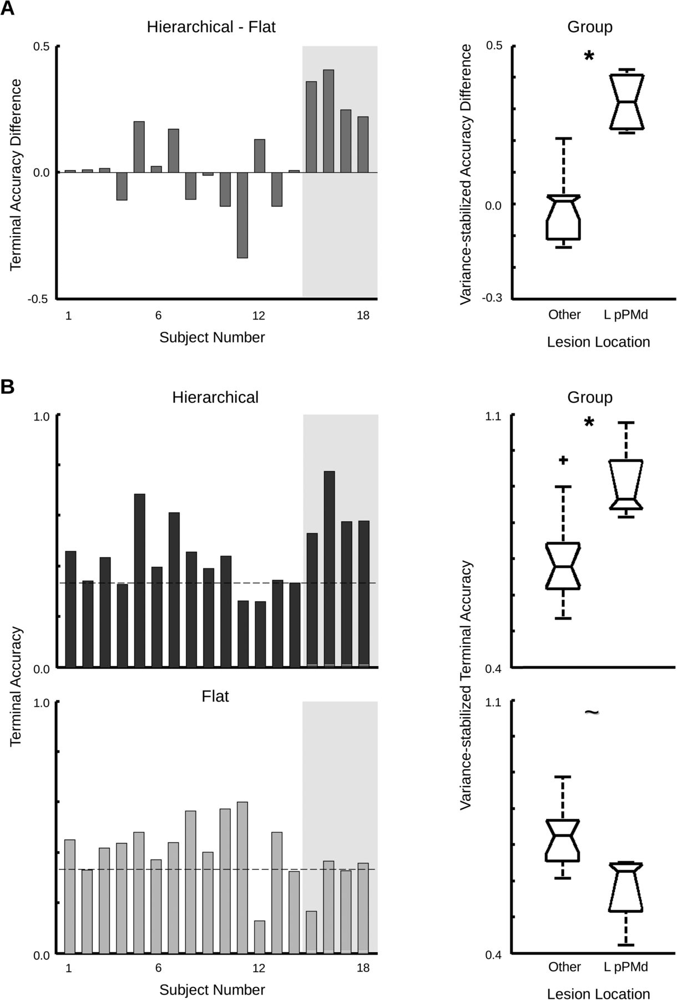 A
Hierarchical - Flat
Group
0.5
0.0
-0.5
Terminal Accuracy Difference
1 6 12 18
Subject Number
0.5
0.0
-0.3
Variance-stabilized Accuracy Difference
*
Other L pPMd
Lesion Location
B
Hierarchical
Group
1.0
0.0
Terminal Accuracy
Flat
1.0
0.0
1 6 12 18
Subject Number
1.1
*
+
0.4
Variance-stabilized Terminal Accuracy
1.1
~
0.4
Other L pPMd
Lesion Location